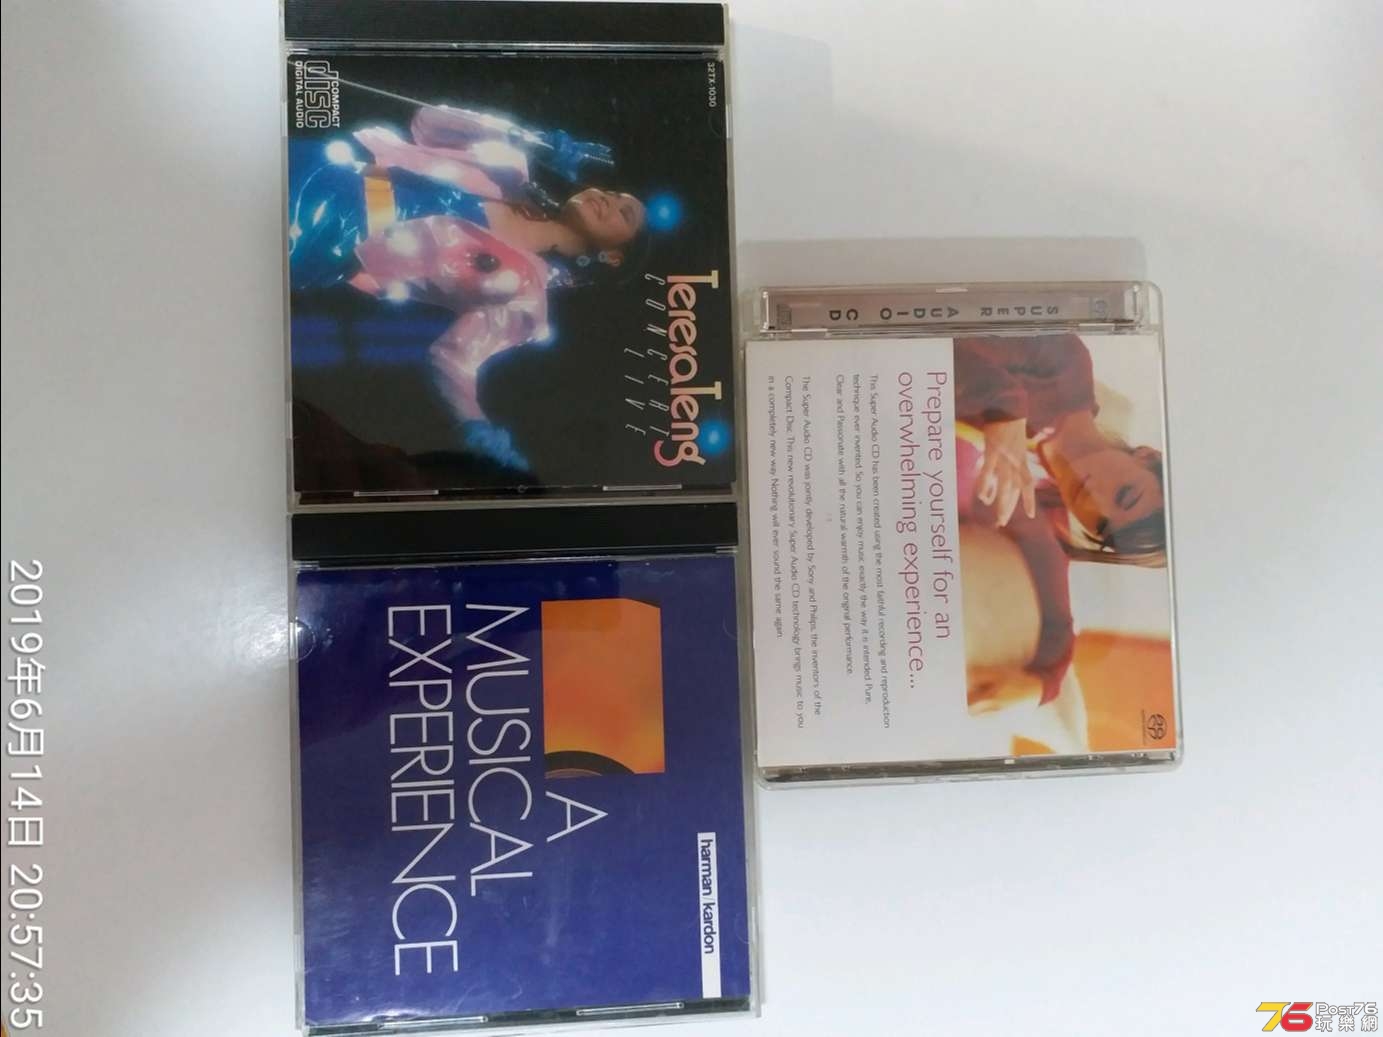 COMPACT
disc
DIGITAL AUDIO
32TX-1030
Teresa Teng
CONCERT
LIVE
SUPER AUDIO CD
Prepare yourself for an
overwhelming experience...
This Super Audio CD has been created using the most faithful recording and reproduction
technique ever invented. So you can enjoy music exactly the way it is intended. Pure,
Clear and Passionate with all the natural warmth of the original performance.
The Super Audio CD was jointly developed by Sony and Philips, the inventors of the
Compact Disc. This new revolutionary Super Audio CD technology brings music to you
in a completely new way. Nothing will ever sound the same again.
harman/kardon
A
MUSICAL
EXPERIENCE
2019年6月14日 20:57:35
76 Post76
玩樂網